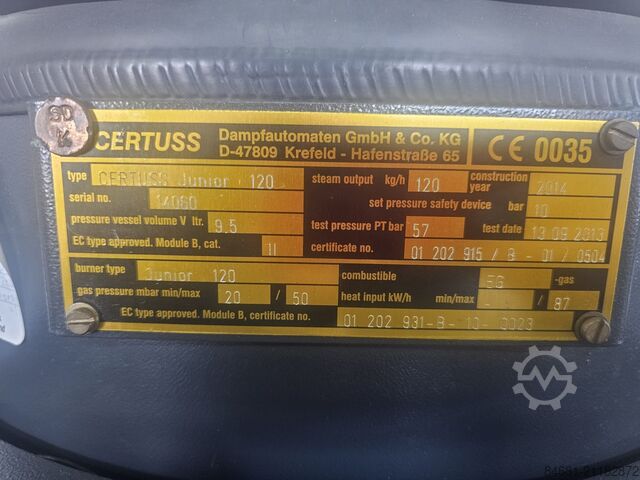 SD
K
CERTUSS Dampfautomaten GmbH & Co. KG
D-47809 Krefeld - Hafenstraße 65
CE 0035
type CERTUSS Junior 120 steam output kg/h 120 construction year 2014
serial no. 14060 set pressure safety device bar 10
pressure vessel volume V ltr. 9.5 test pressure PT bar 57 test date 13 09 2013
EC type approved. Module B, cat. II certificate no. 01 202 915 / B - 01 / 0504
burner type Junior 120 combustible -gas
gas pressure mbar min/max 20 / 50 heat input kW/h min/max - / 87
EC type approved. Module B, certificate no. 01 202 931-B-10-0023
84681-21182872